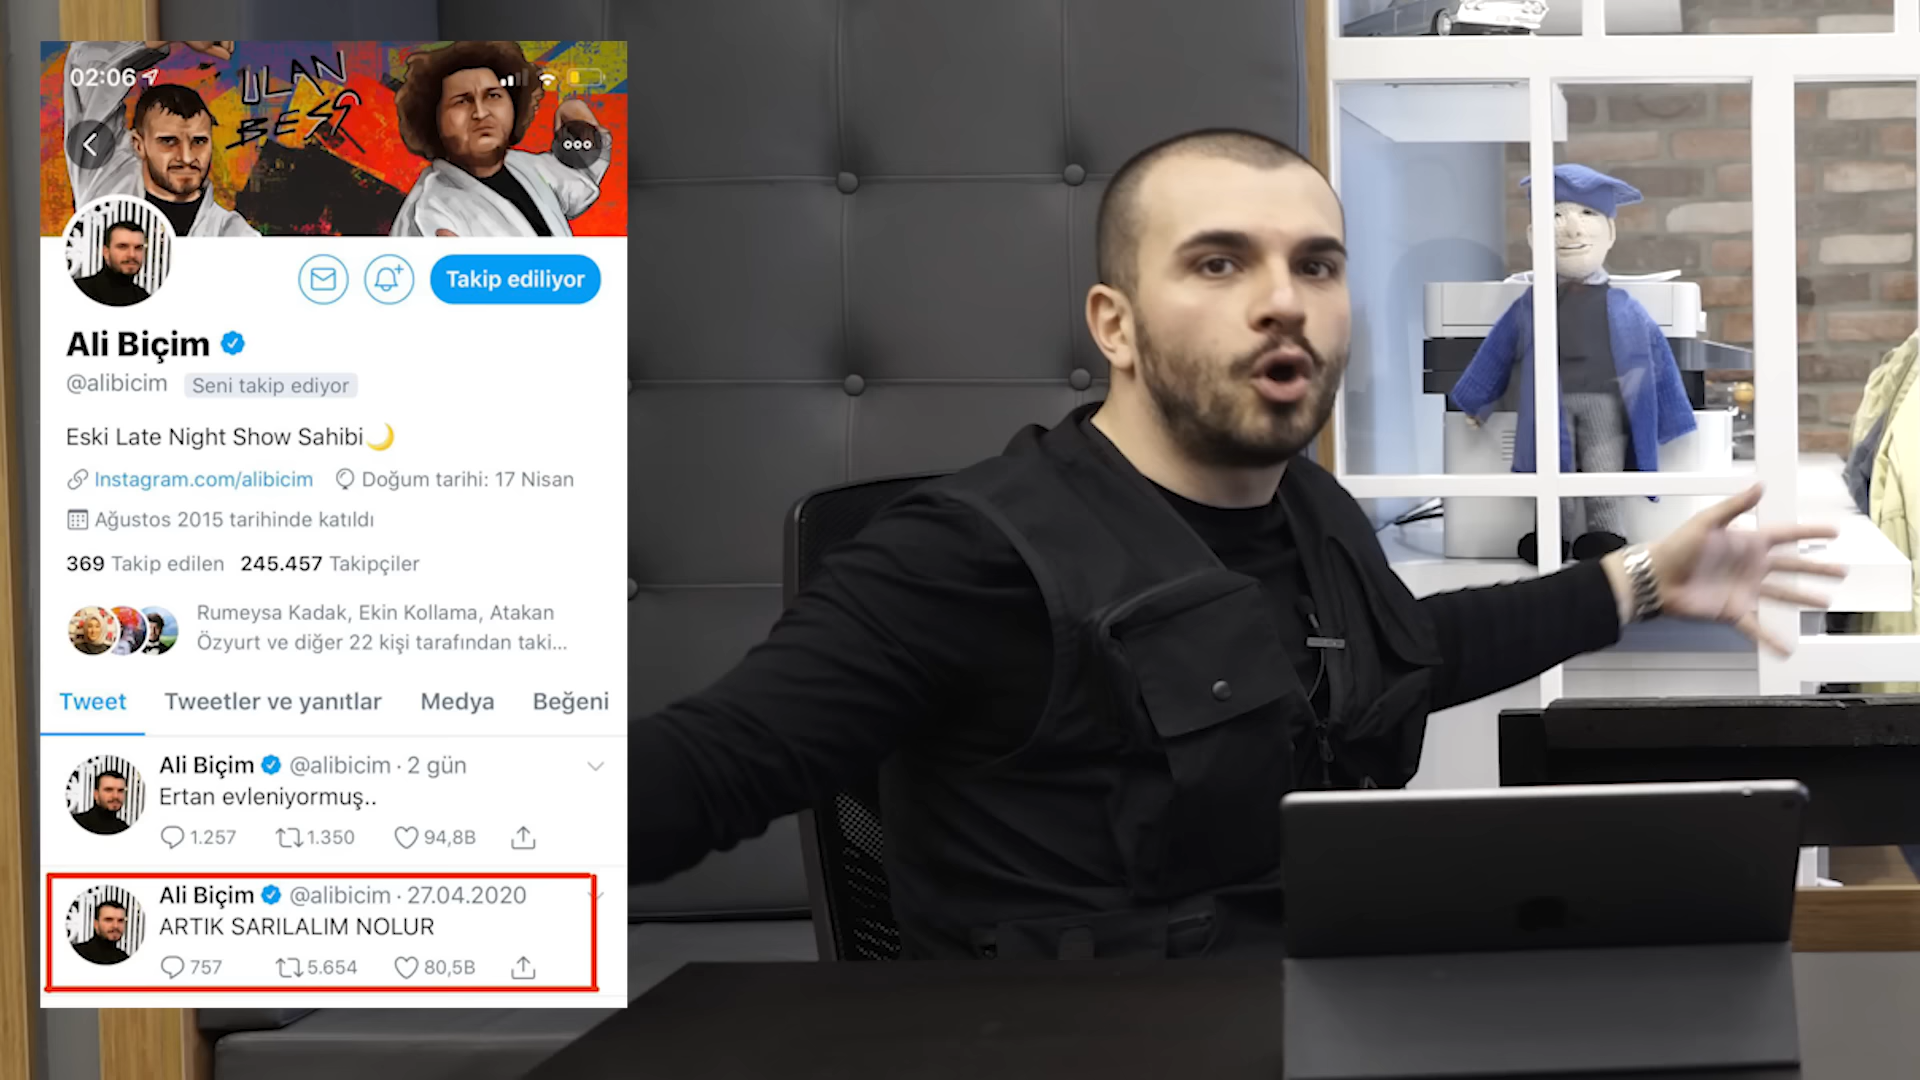 02:06
ILAN
BESR
Takip ediliyor
Ali Biçim
@alibicim Seni takip ediyor
Eski Late Night Show Sahibi🌙
Instagram.com/alibicim Doğum tarihi: 17 Nisan
Ağustos 2015 tarihinde katıldı
369 Takip edilen 245.457 Takipçiler
Rumeysa Kadak, Ekin Kollama, Atakan
Özyurt ve diğer 22 kişi tarafından taki...
Tweet Tweetler ve yanıtlar Medya Beğeni
Ali Biçim @alibicim · 2 gün
Ertan evleniyormuş..
1.257 1.350 94,8B
Ali Biçim @alibicim · 27.04.2020
ARTIK SARILALIM NOLUR
757 5.654 80,5B